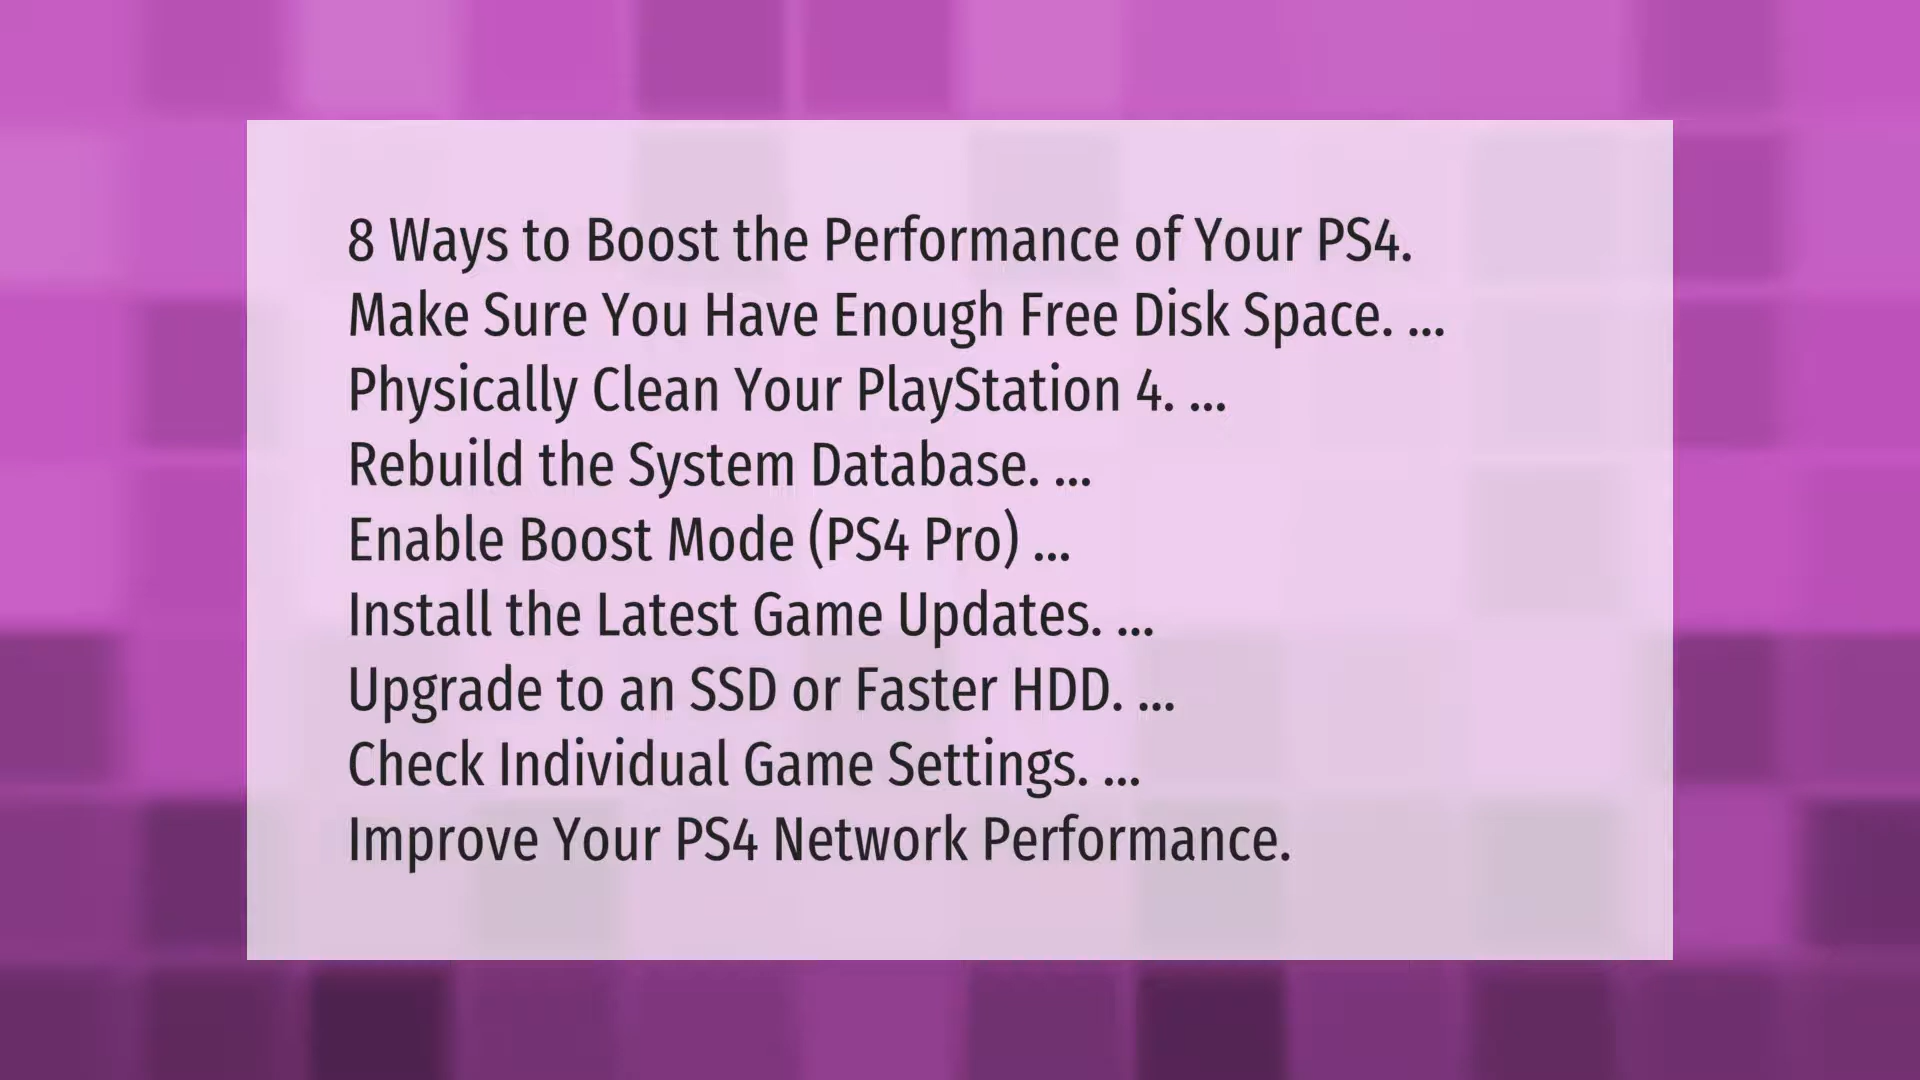 8 Ways to Boost the Performance of Your PS4.
Make Sure You Have Enough Free Disk Space. ...
Physically Clean Your PlayStation 4. ...
Rebuild the System Database. ...
Enable Boost Mode (PS4 Pro) ...
Install the Latest Game Updates. ...
Upgrade to an SSD or Faster HDD. ...
Check Individual Game Settings. ...
Improve Your PS4 Network Performance.